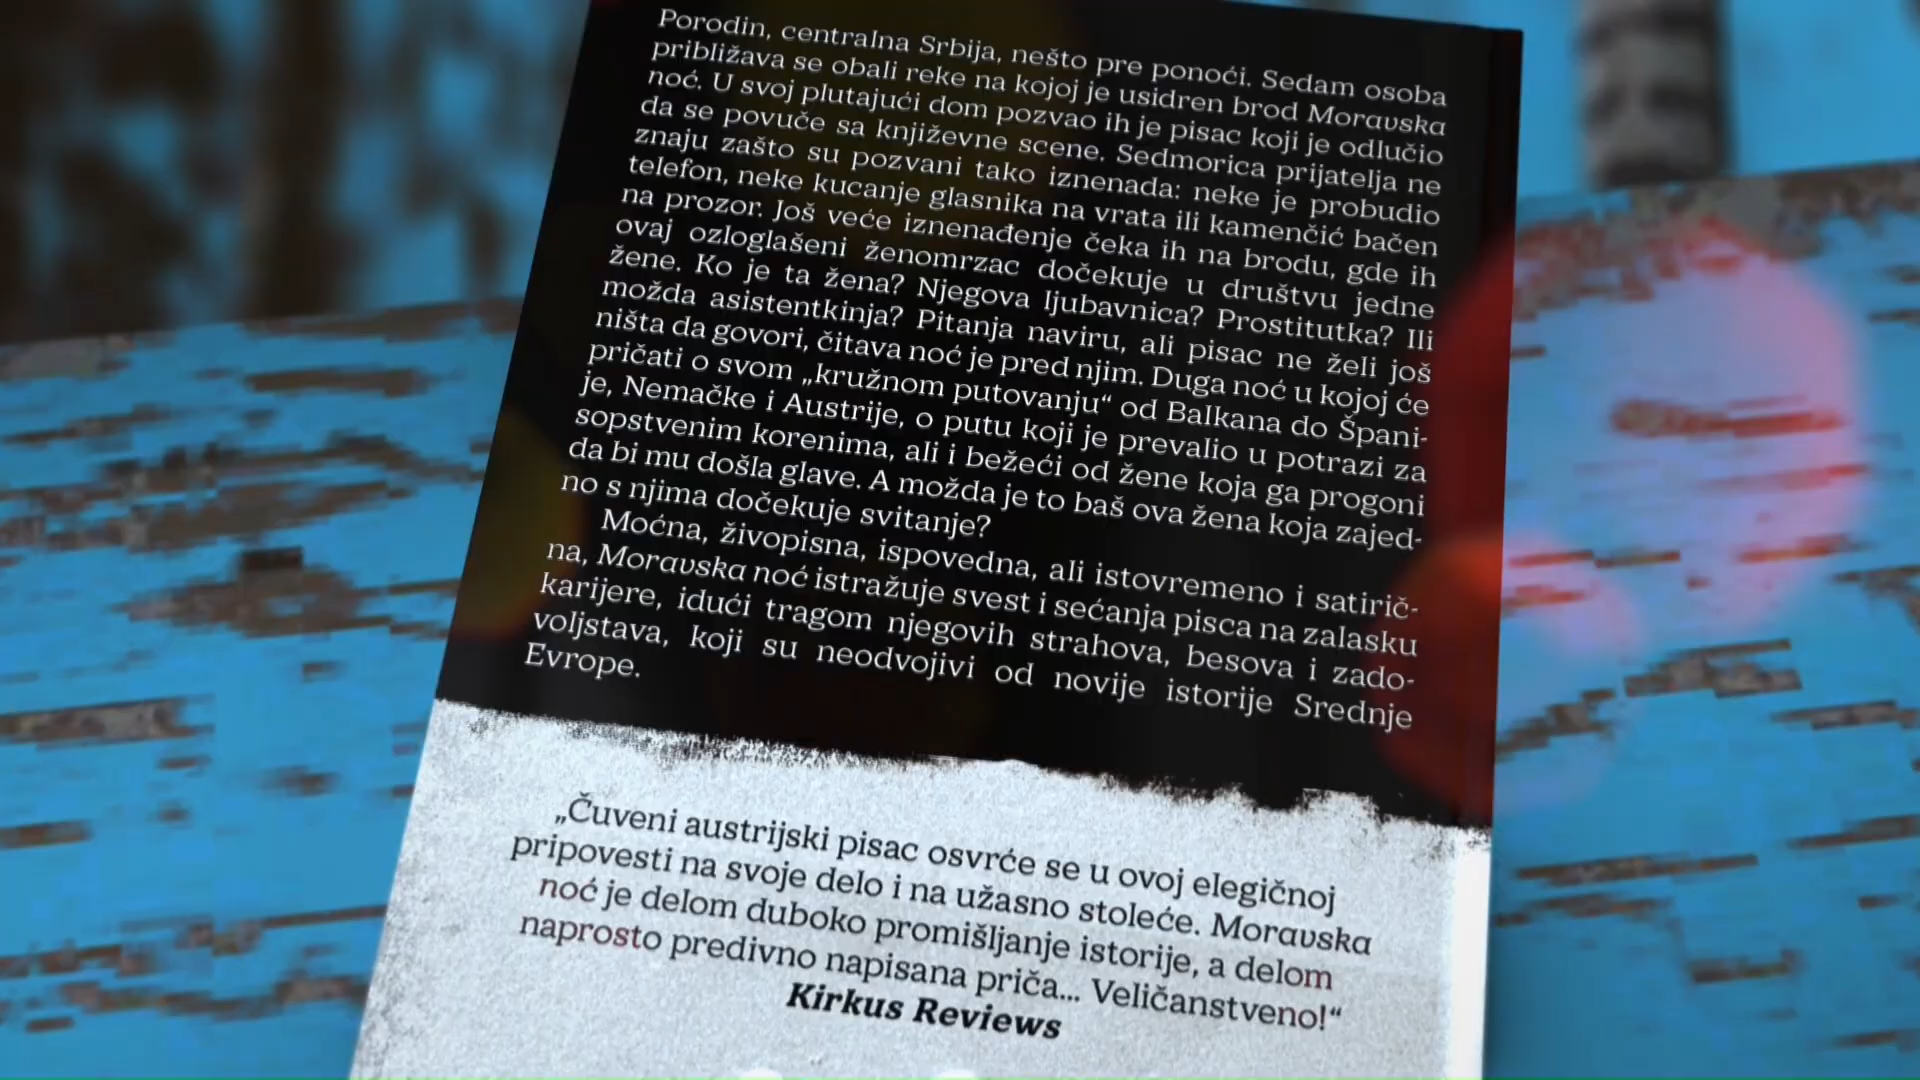 Porodin, centralna Srbija, nešto pre ponoći. Sedam osoba
približava se obali reke na kojoj je usidren brod Moravska
noć. U svoj plutajući dom pozvao ih je pisac koji je odlučio
da se povuče sa književne scene. Sedmorica prijatelja ne
znaju zašto su pozvani tako iznenada: neke je probudio
telefon, neke kucanje glasnika na vrata ili kamenčić bačen
na prozor. Još veće iznenađenje čeka ih na brodu, gde ih
ovaj ozloglašeni ženomrzac dočekuje u društvu jedne
žene. Ko je ta žena? Njegova ljubavnica? Prostitutka? Ili
možda asistentkinja? Pitanja naviru, ali pisac ne želi još
ništa da govori, čitava noć je pred njim. Duga noć u kojoj će
pričati o svom „kružnom putovanju“ od Balkana do Špani-
je, Nemačke i Austrije, o putu koji je prevalio u potrazi za
sopstvenim korenima, ali i bežeći od žene koja ga progoni
da bi mu došla glave. A možda je to baš ova žena koja zajed-
no s njima dočekuje svitanje?
Moćna, živopisna, ispovedna, ali istovremeno i satirič-
na, Moravska noć istražuje svest i sećanja pisca na zalasku
karijere, idući tragom njegovih strahova, besova i zado-
voljstava, koji su neodvojivi od novije istorije Srednje
Evrope.
„Čuveni austrijski pisac osvrće se u ovoj elegičnoj
pripovesti na svoje delo i na užasno stoleće. Moravska
noć je delom duboko promišljanje istorije, a delom
naprosto predivno napisana priča... Veličanstveno!“
Kirkus Reviews